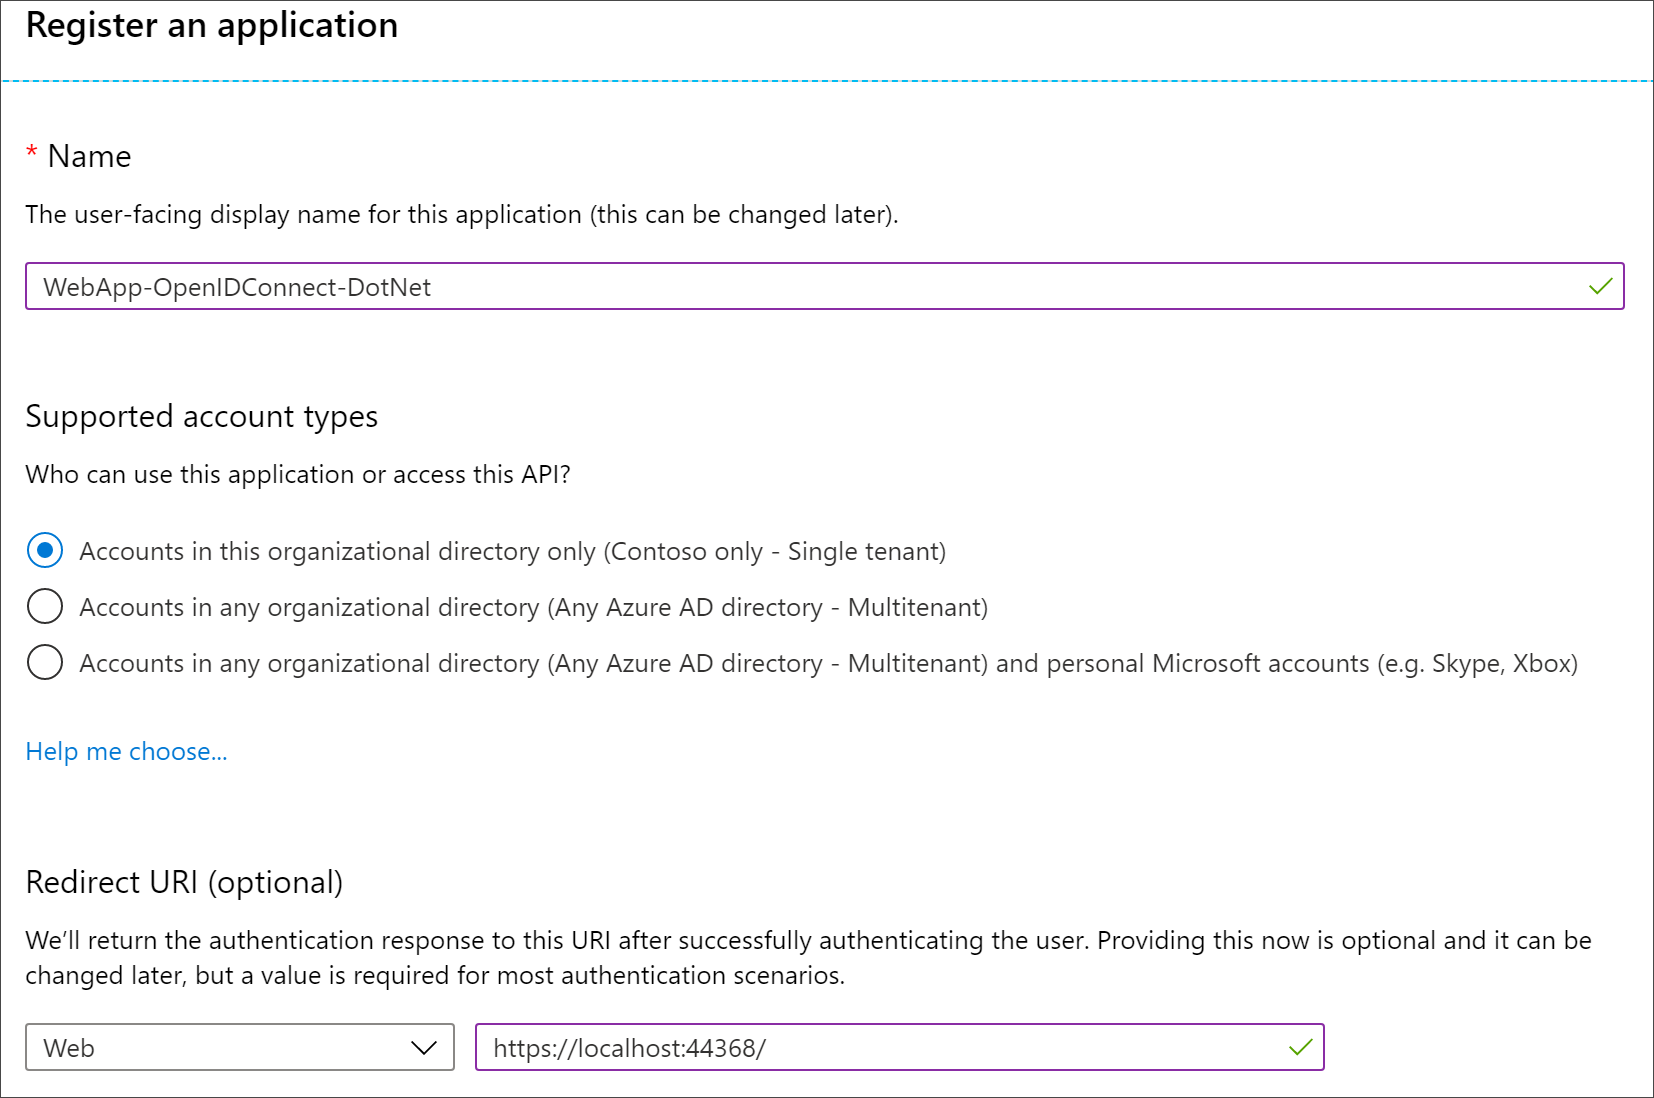 Register an application
* Name
The user-facing display name for this application (this can be changed later).
WebApp-OpenIDConnect-DotNet
Supported account types
Who can use this application or access this API?
Accounts in this organizational directory only (Contoso only - Single tenant)
Accounts in any organizational directory (Any Azure AD directory - Multitenant)
Accounts in any organizational directory (Any Azure AD directory - Multitenant) and personal Microsoft accounts (e.g. Skype, Xbox)
Help me choose...
Redirect URI (optional)
We’ll return the authentication response to this URI after successfully authenticating the user. Providing this now is optional and it can be
changed later, but a value is required for most authentication scenarios.
Web
https://localhost:44368/